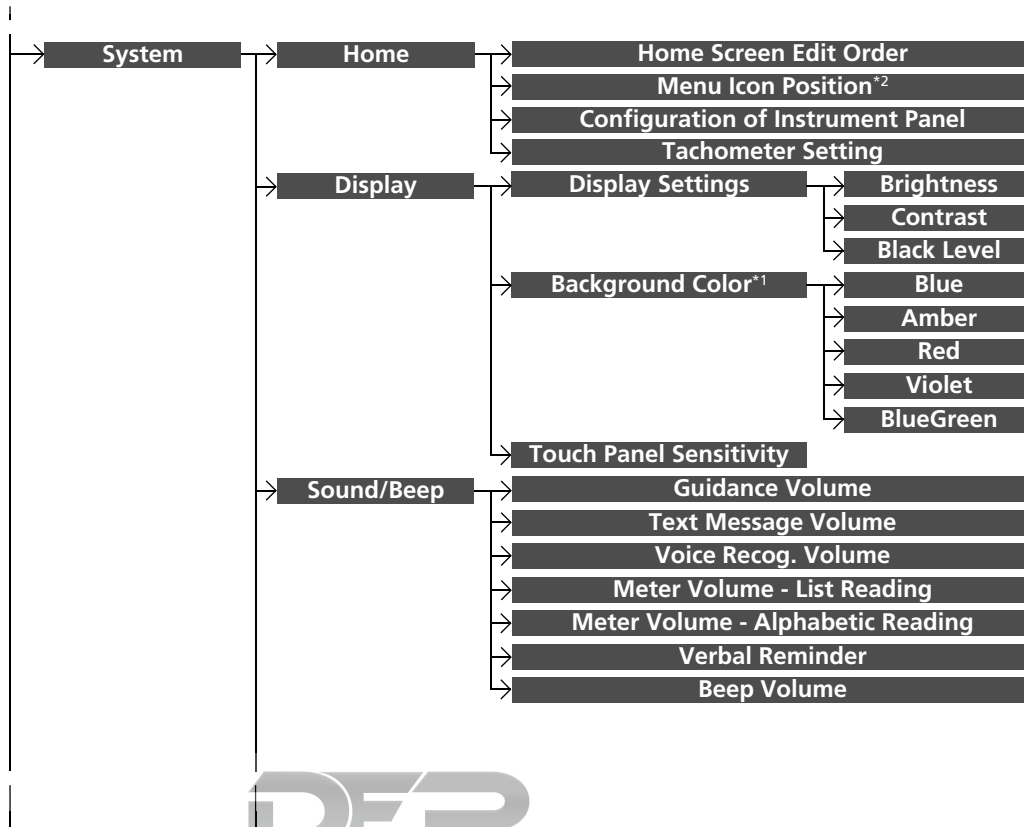 System
Home
Home Screen Edit Order
Menu Icon Position*2
Configuration of Instrument Panel
Tachometer Setting
Display
Display Settings
Brightness
Contrast
Black Level
Background Color*1
Blue
Amber
Red
Violet
BlueGreen
Touch Panel Sensitivity
Sound/Beep
Guidance Volume
Text Message Volume
Voice Recog. Volume
Meter Volume - List Reading
Meter Volume - Alphabetic Reading
Verbal Reminder
Beep Volume